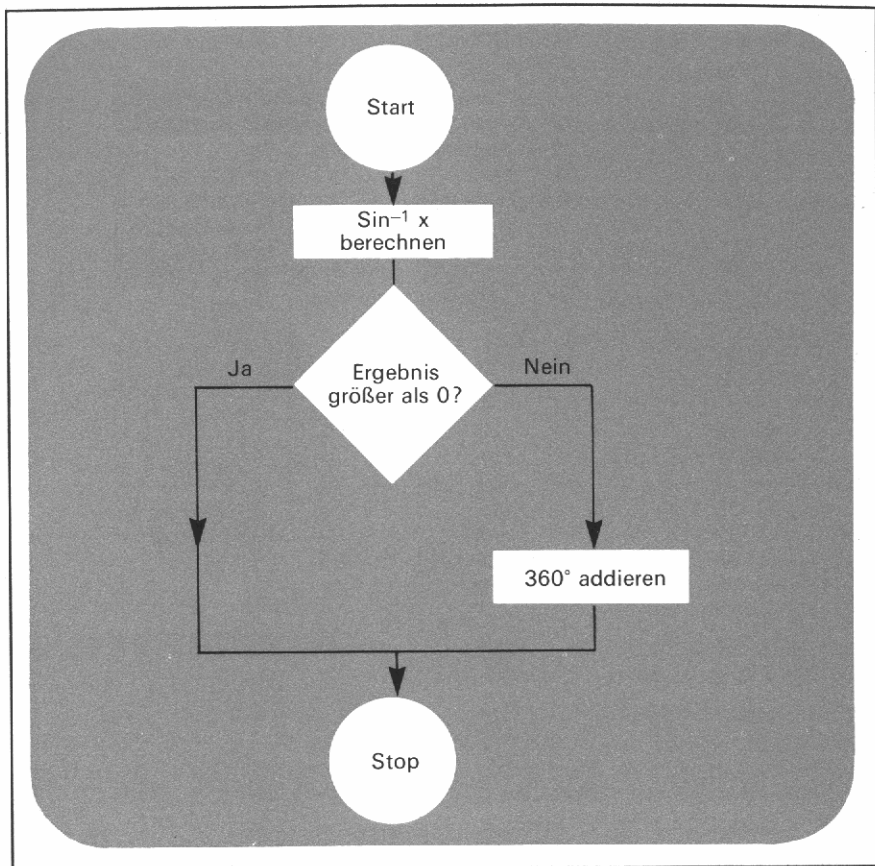 Start
Sin⁻¹ x
berechnen
Ja
Ergebnis
größer als 0?
Nein
360° addieren
Stop